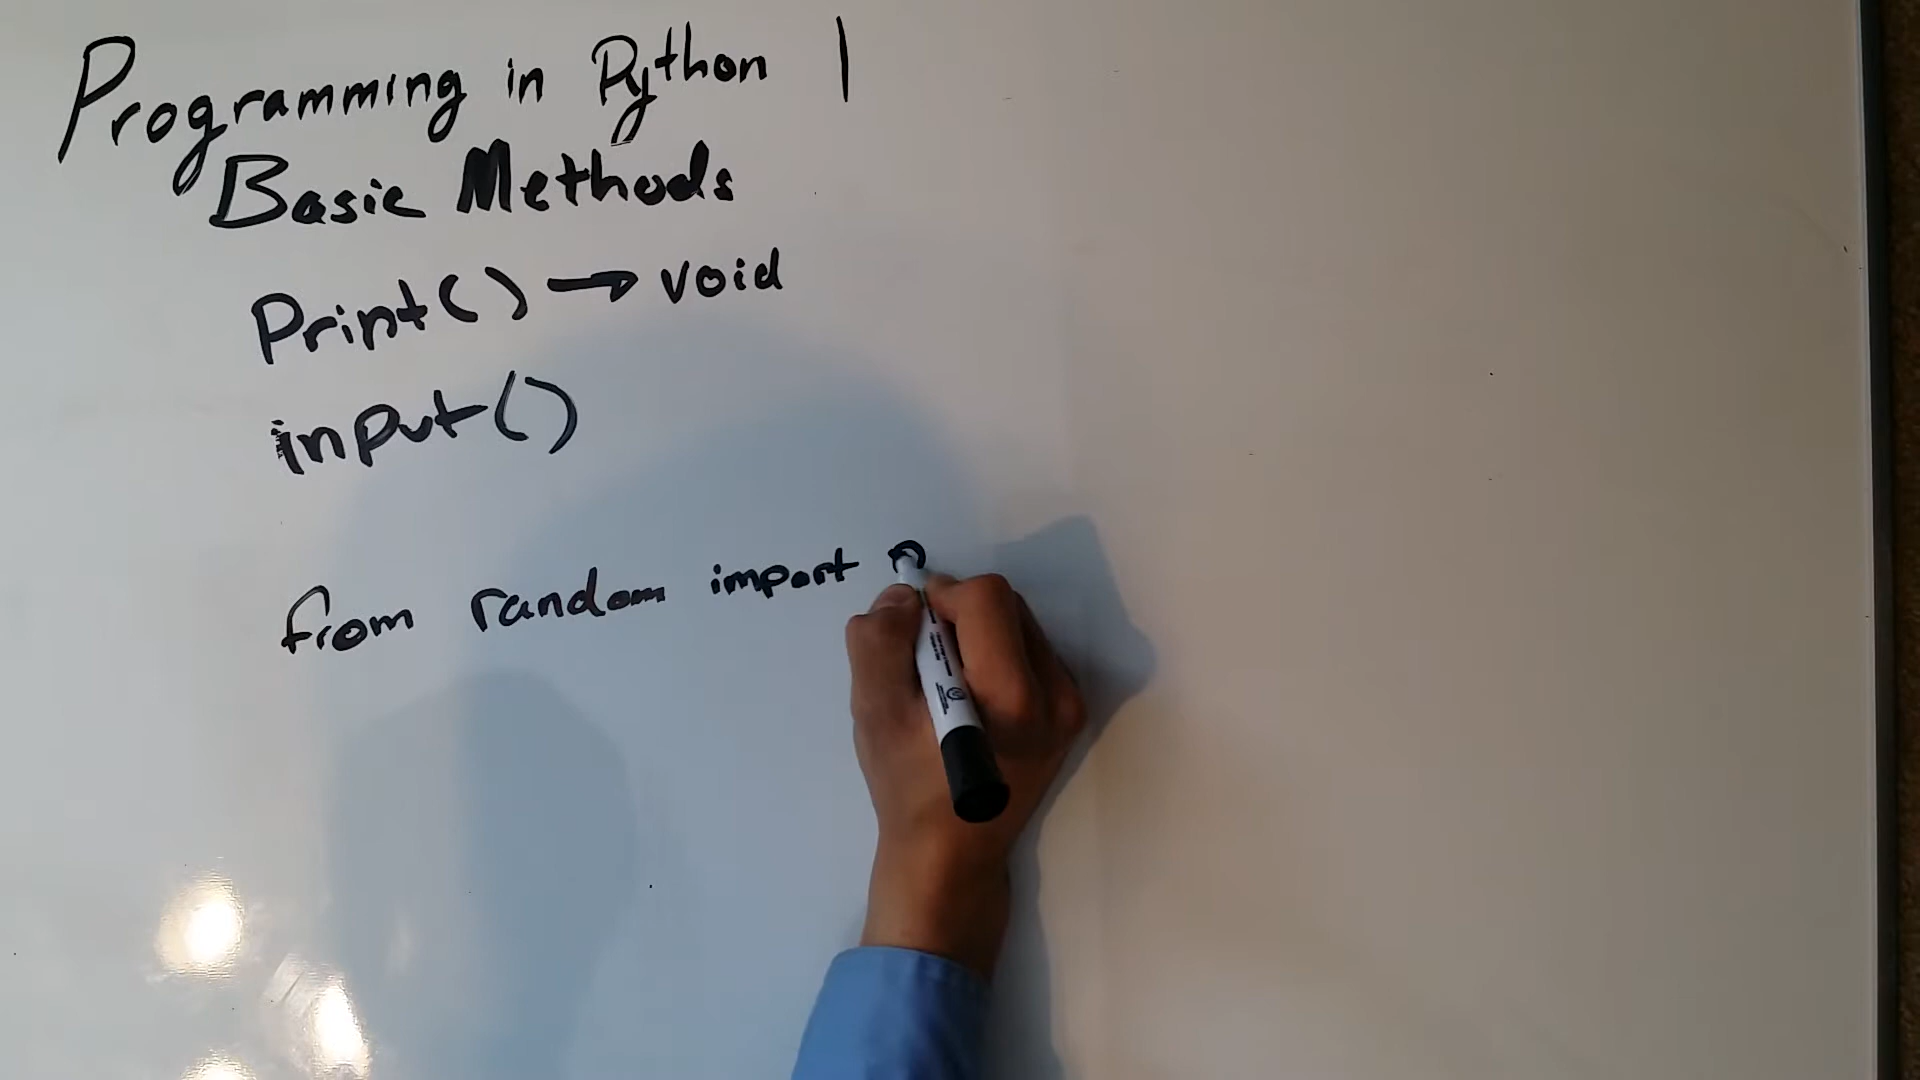 Programming in Python 1
Basic Methods
Print() → void
input()
from random import